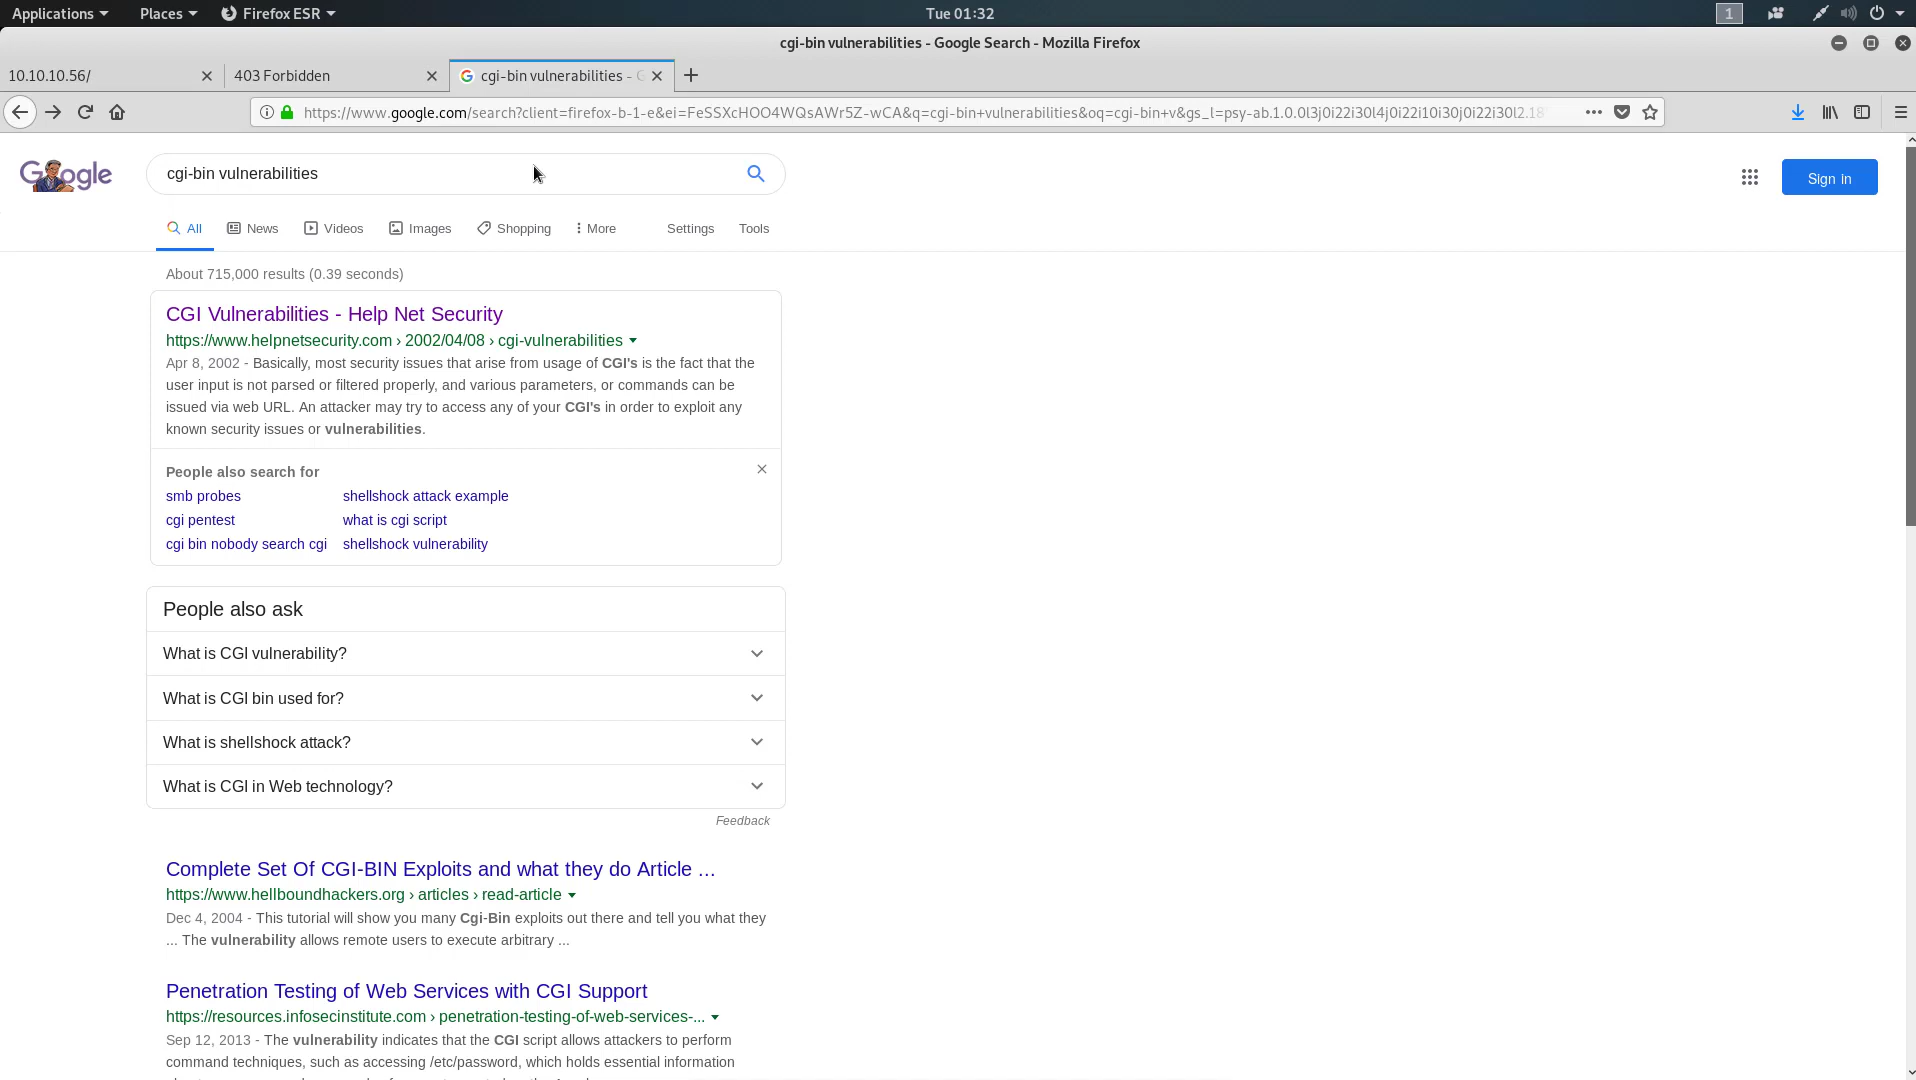 Applications Places Firefox ESR Tue 01:32 1
cgi-bin vulnerabilities - Google Search - Mozilla Firefox
10.10.10.56/ 403 Forbidden cgi-bin vulnerabilities - G
https://www.google.com/search?client=firefox-b-1-e&ei=FeSSXcHOO4WQsAWr5Z-wCA&q=cgi-bin+vulnerabilities&oq=cgi-bin+v&gs_l=psy-ab.1.0.0l3j0i22i30l4j0i22i10i30j0i22i30l2.18
Google cgi-bin vulnerabilities Sign in
All News Videos Images Shopping More Settings Tools
About 715,000 results (0.39 seconds)
CGI Vulnerabilities - Help Net Security
https://www.helpnetsecurity.com › 2002/04/08 › cgi-vulnerabilities
Apr 8, 2002 - Basically, most security issues that arise from usage of CGI's is the fact that the
user input is not parsed or filtered properly, and various parameters, or commands can be
issued via web URL. An attacker may try to access any of your CGI's in order to exploit any
known security issues or vulnerabilities.
People also search for
smb probes shellshock attack example
cgi pentest what is cgi script
cgi bin nobody search cgi shellshock vulnerability
People also ask
What is CGI vulnerability?
What is CGI bin used for?
What is shellshock attack?
What is CGI in Web technology?
Feedback
Complete Set Of CGI-BIN Exploits and what they do Article ...
https://www.hellboundhackers.org › articles › read-article
Dec 4, 2004 - This tutorial will show you many Cgi-Bin exploits out there and tell you what they
... The vulnerability allows remote users to execute arbitrary ...
Penetration Testing of Web Services with CGI Support
https://resources.infosecinstitute.com › penetration-testing-of-web-services-...
Sep 12, 2013 - The vulnerability indicates that the CGI script allows attackers to perform
command techniques, such as accessing /etc/password, which holds essential information